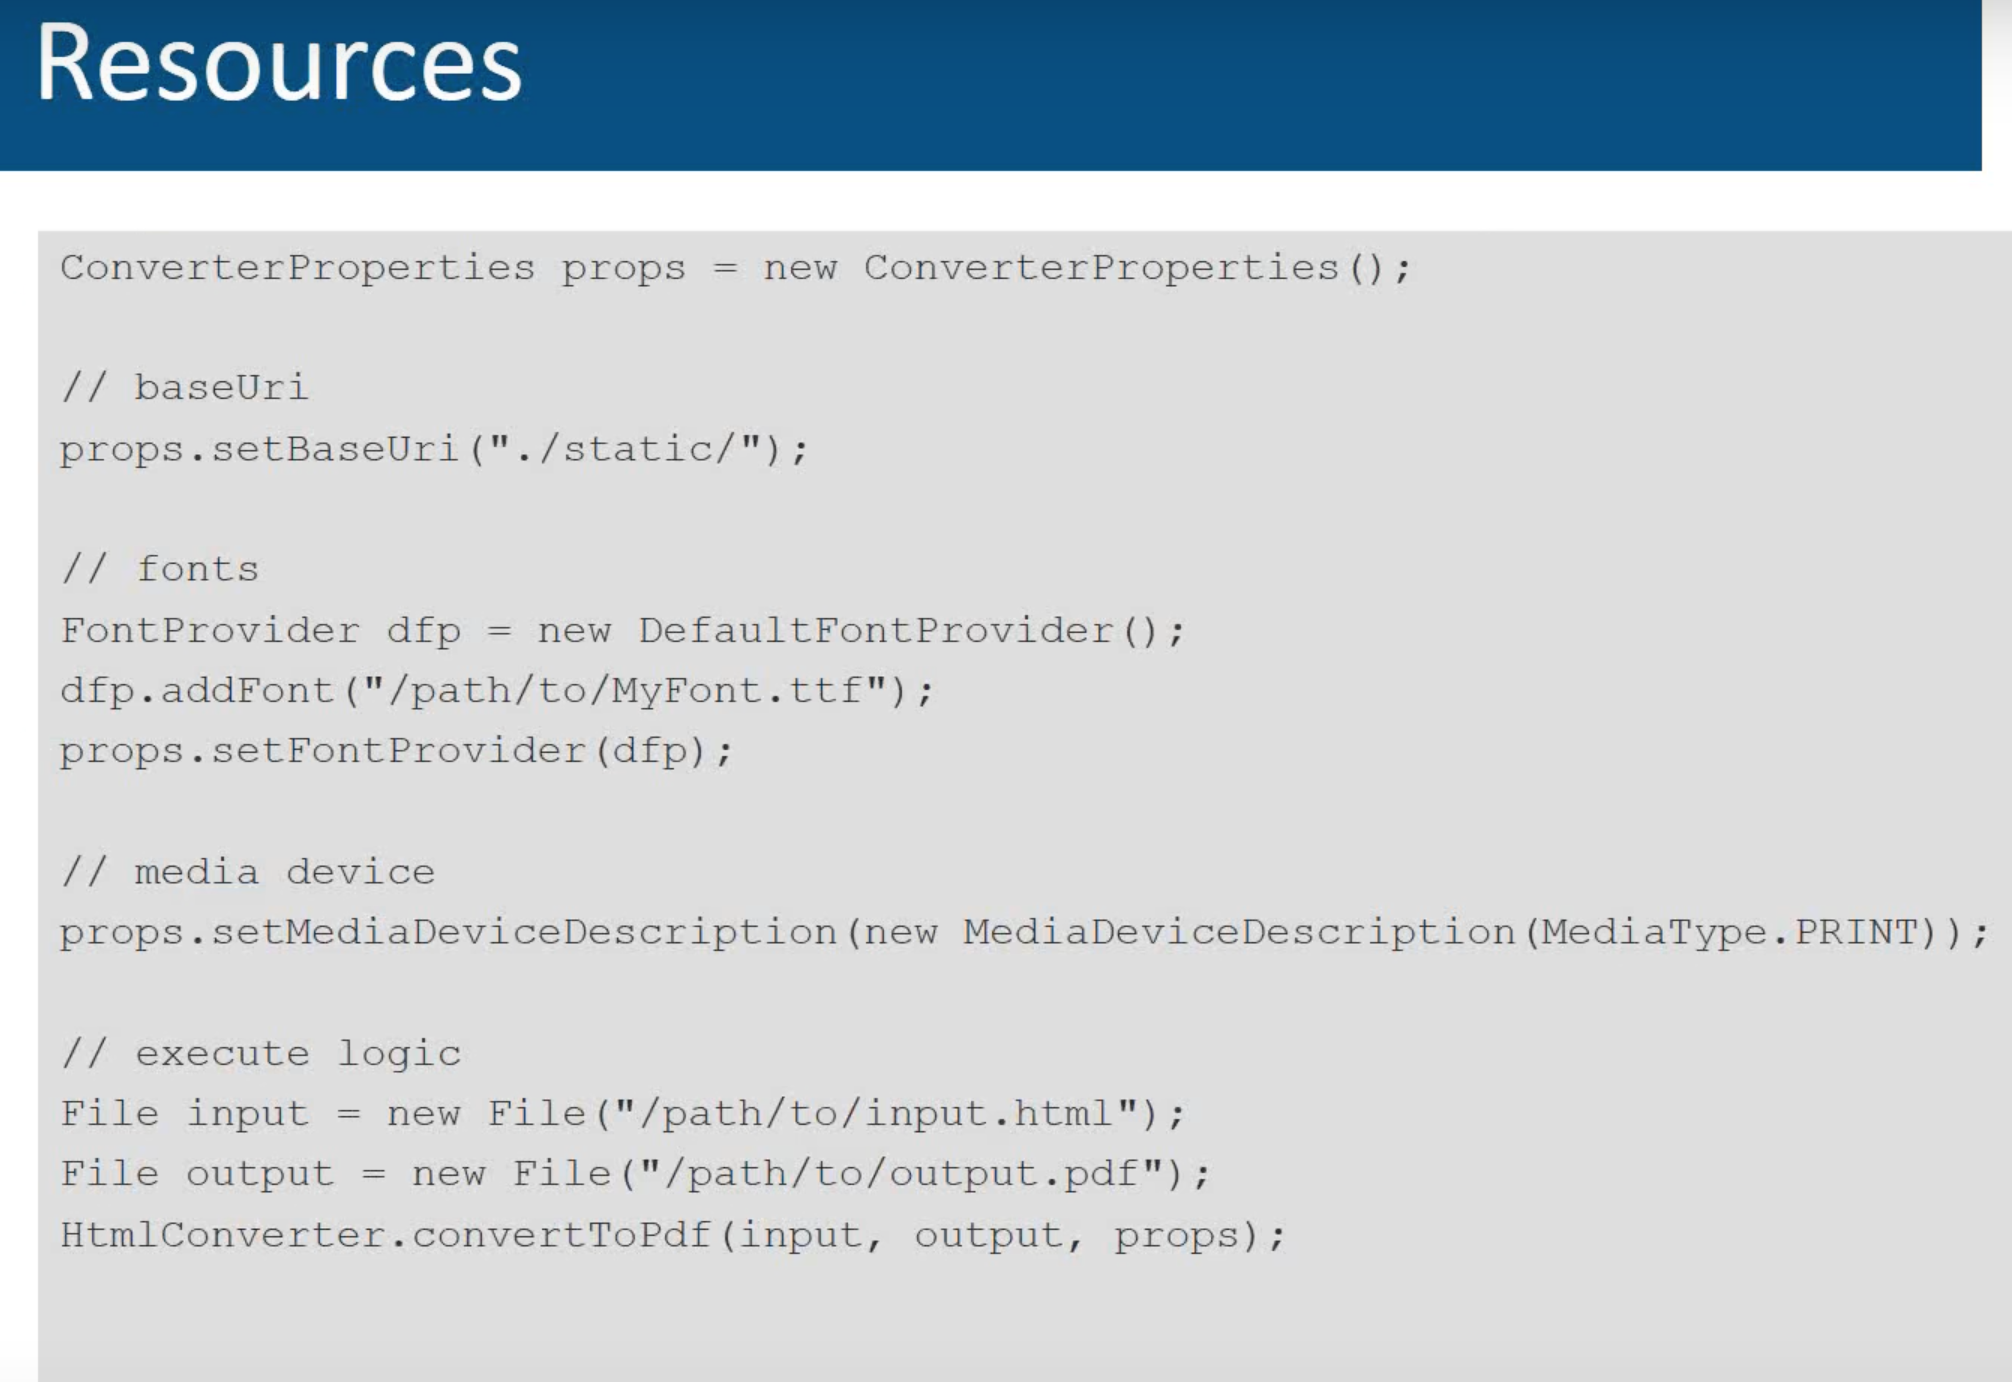 Resources
ConverterProperties props = new ConverterProperties();
// baseUri
props.setBaseUri("./static/");
// fonts
FontProvider dfp = new DefaultFontProvider();
dfp.addFont("/path/to/MyFont.ttf");
props.setFontProvider(dfp);
// media device
props.setMediaDeviceDescription(new MediaDeviceDescription(MediaType.PRINT));
// execute logic
File input = new File("/path/to/input.html");
File output = new File("/path/to/output.pdf");
HtmlConverter.convertToPdf(input, output, props);